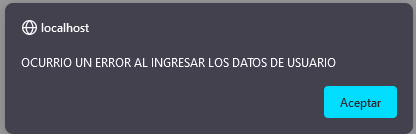 localhost
OCURRIO UN ERROR AL INGRESAR LOS DATOS DE USUARIO
Aceptar